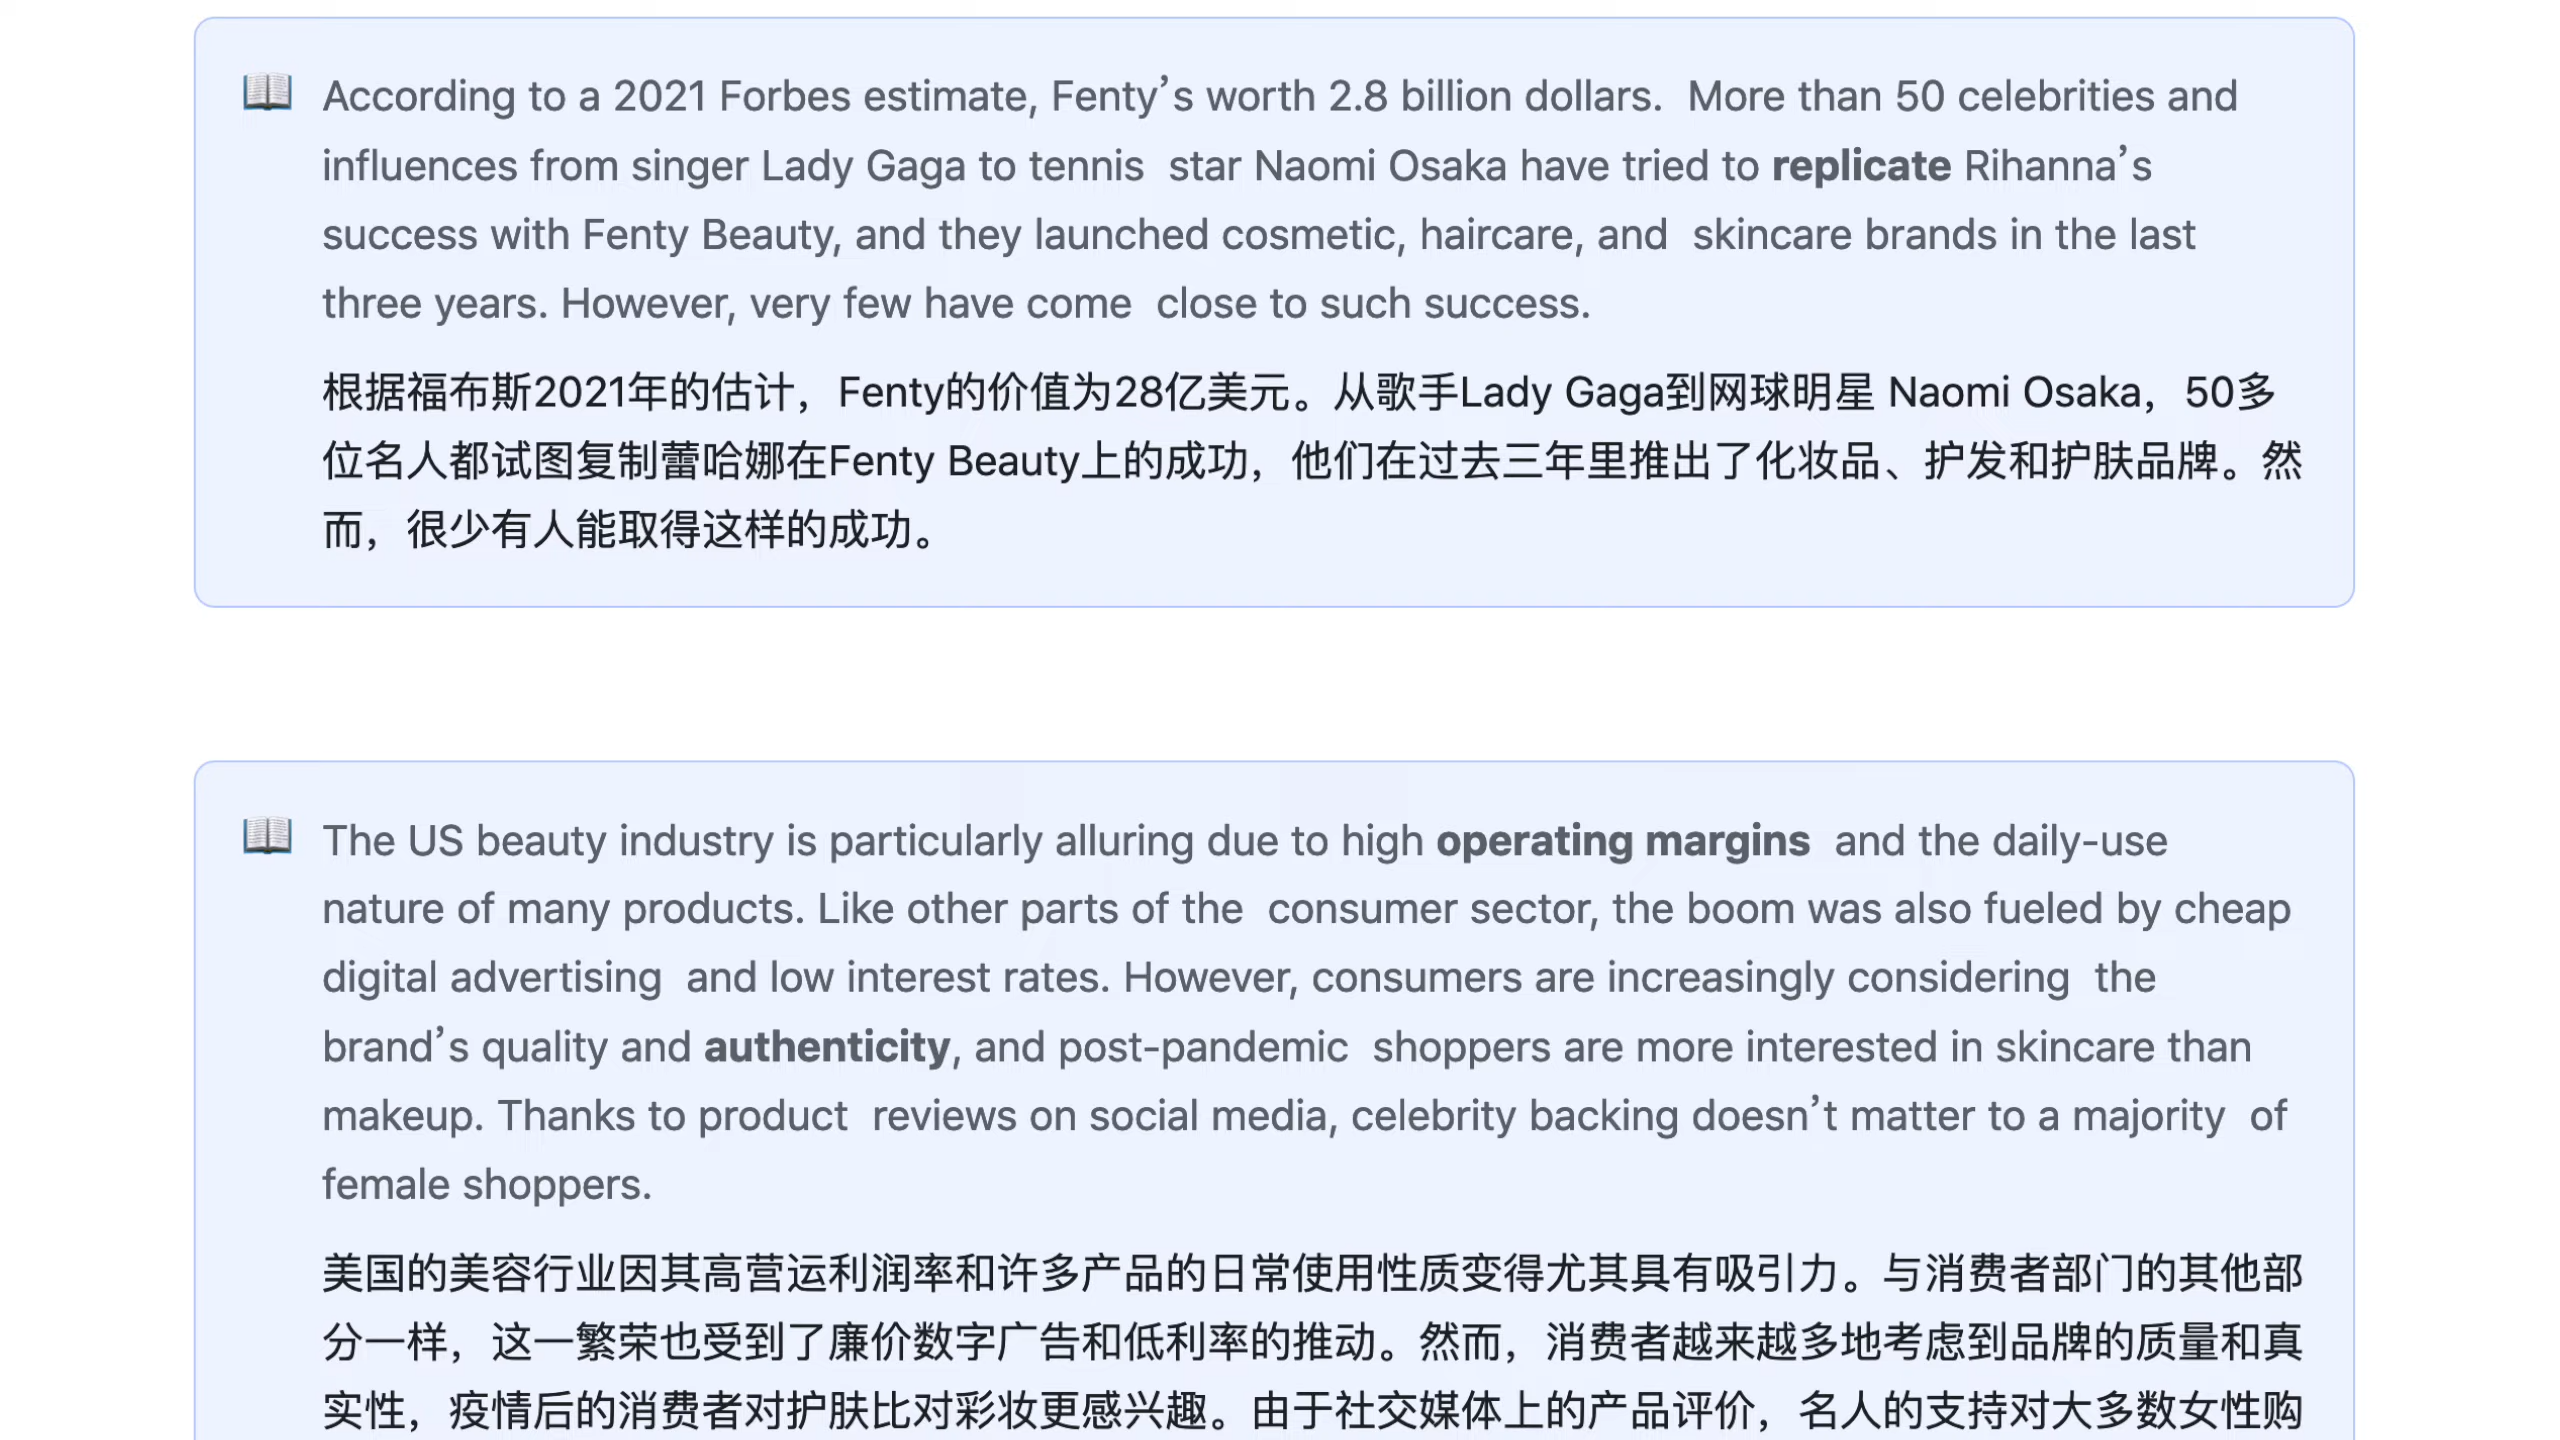 According to a 2021 Forbes estimate, Fenty’s worth 2.8 billion dollars.  More than 50 celebrities and
influences from singer Lady Gaga to tennis  star Naomi Osaka have tried to replicate Rihanna’s
success with Fenty Beauty, and they launched cosmetic, haircare, and  skincare brands in the last
three years. However, very few have come  close to such success.
根据福布斯2021年的估计，Fenty的价值为28亿美元。从歌手Lady Gaga到网球明星 Naomi Osaka，50多
位名人都试图复制蕾哈娜在Fenty Beauty上的成功，他们在过去三年里推出了化妆品、护发和护肤品牌。然
而，很少有人能取得这样的成功。
The US beauty industry is particularly alluring due to high operating margins  and the daily-use
nature of many products. Like other parts of the  consumer sector, the boom was also fueled by cheap
digital advertising  and low interest rates. However, consumers are increasingly considering  the
brand’s quality and authenticity, and post-pandemic  shoppers are more interested in skincare than
makeup. Thanks to product  reviews on social media, celebrity backing doesn’t matter to a majority  of
female shoppers.
美国的美容行业因其高营运利润率和许多产品的日常使用性质变得尤其具有吸引力。与消费者部门的其他部
分一样，这一繁荣也受到了廉价数字广告和低利率的推动。然而，消费者越来越多地考虑到品牌的质量和真
实性，疫情后的消费者对护肤比对彩妆更感兴趣。由于社交媒体上的产品评价，名人的支持对大多数女性购